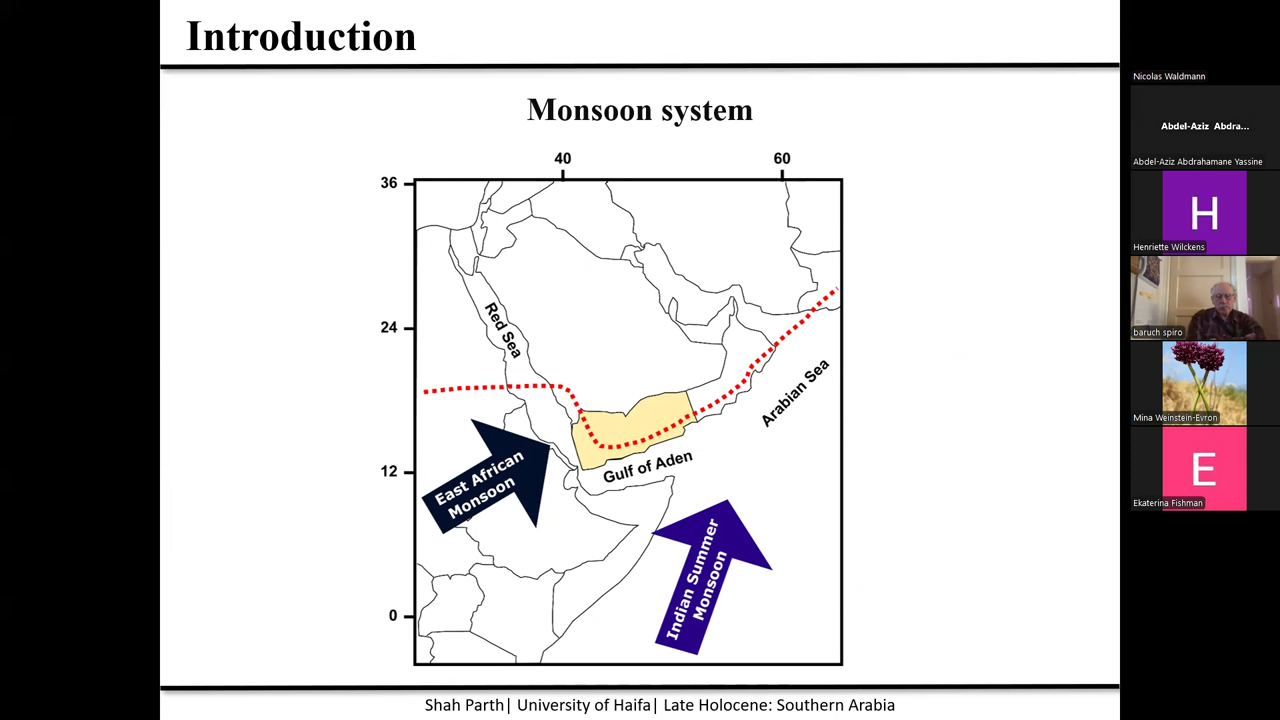 Introduction
Monsoon system
40
60
36
24
12
0
Red Sea
Arabian Sea
Gulf of Aden
East African
Monsoon
Indian Summer
Monsoon
Shah Parth| University of Haifa| Late Holocene: Southern Arabia
Nicolas Waldmann
Abdel-Aziz Abdra...
Abdel-Aziz Abdrahamane Yassine
H
Henriette Wilckens
baruch spiro
Mina Weinstein-Evron
E
Ekaterina Fishman